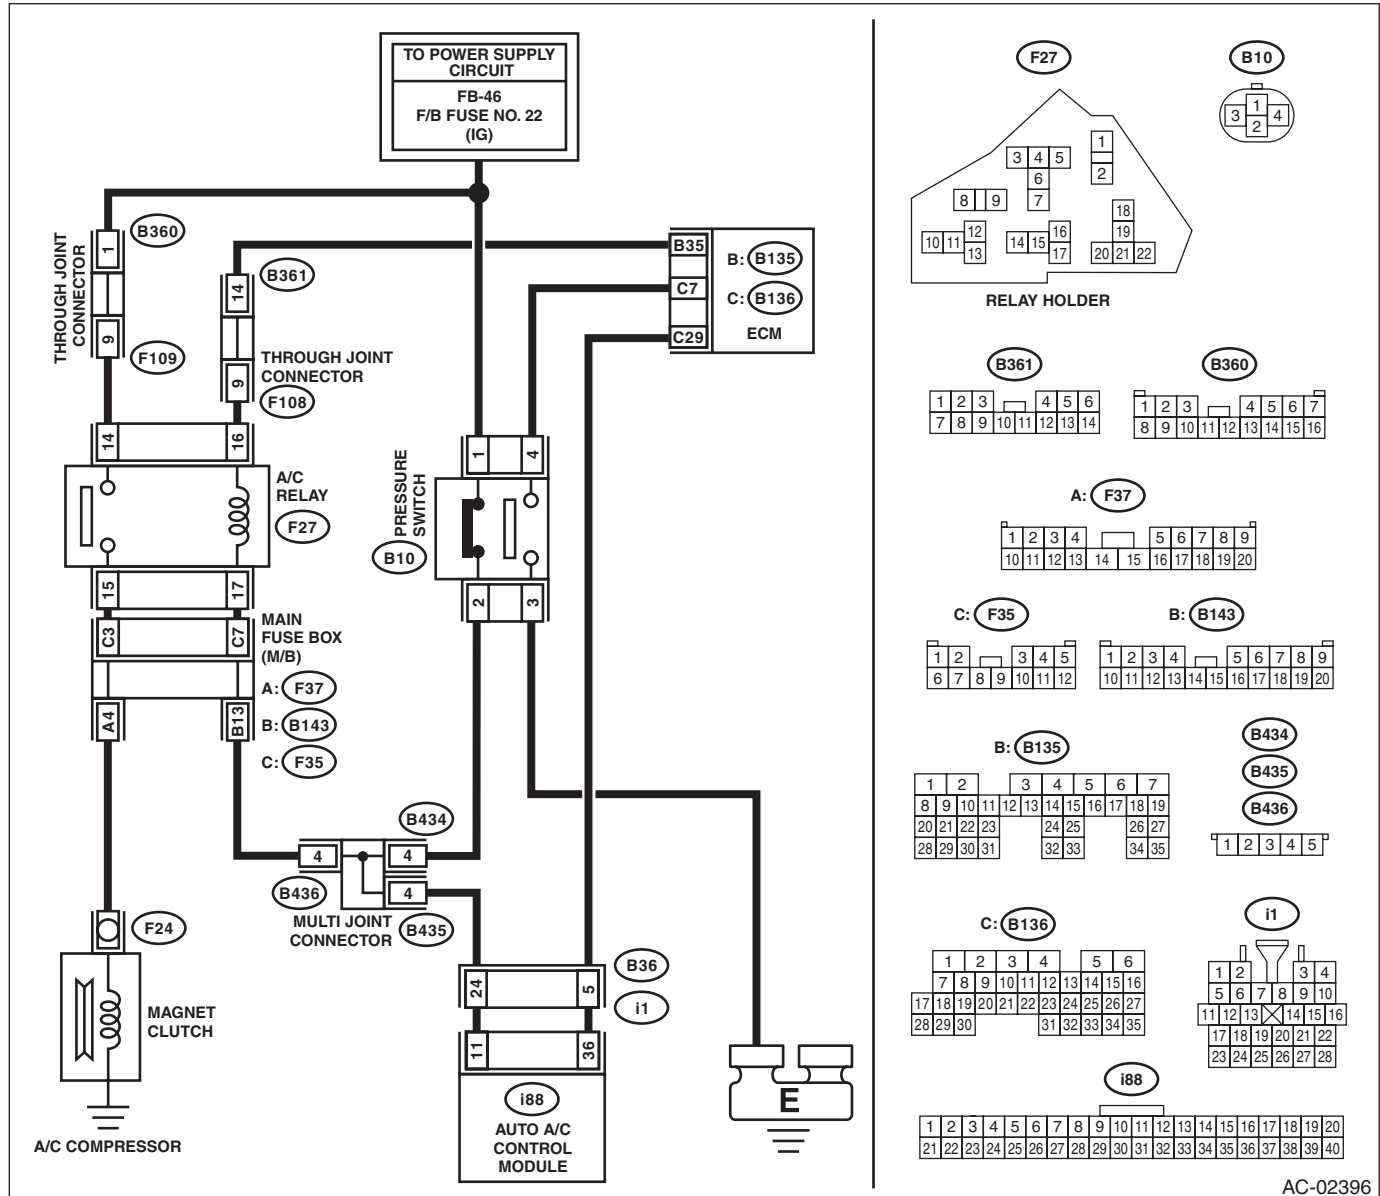 TO POWER SUPPLY
CIRCUIT
FB-46
F/B FUSE NO. 22
(IG)
B360
1
THROUGH JOINT
CONNECTOR
9
F109
B361
14
THROUGH JOINT
CONNECTOR
9
F108
B35
C7
C29
B: B135
C: B136
ECM
14
16
A/C
RELAY
F27
15
17
C3
C7
MAIN
FUSE BOX
(M/B)
A: F37
B: B143
C: F35
A4
B13
1
4
PRESSURE
SWITCH
B10
2
3
B434
4
4
B436
4
MULTI JOINT
CONNECTOR
B435
F24
MAGNET
CLUTCH
A/C COMPRESSOR
24
5
B36
i1
11
36
i88
AUTO A/C
CONTROL
MODULE
E
F27
1
3 4 5
2
6
8 9 7
18
12 16 19
10 11 14 15
13 17 20 21 22
RELAY HOLDER
B10
1
3 4
2
B361
1 2 3 4 5 6
7 8 9 10 11 12 13 14
B360
1 2 3 4 5 6 7
8 9 10 11 12 13 14 15 16
A: F37
1 2 3 4 5 6 7 8 9
10 11 12 13 14 15 16 17 18 19 20
C: F35
1 2 3 4 5
6 7 8 9 10 11 12
B: B143
1 2 3 4 5 6 7 8 9
10 11 12 13 14 15 16 17 18 19 20
B: B135
1 2 3 4 5 6 7
8 9 10 11 12 13 14 15 16 17 18 19
20 21 22 23 24 25 26 27
28 29 30 31 32 33 34 35
B434
B435
B436
1 2 3 4 5
C: B136
1 2 3 4 5 6
7 8 9 10 11 12 13 14 15 16
17 18 19 20 21 22 23 24 25 26 27
28 29 30 31 32 33 34 35
i1
1 2 3 4
5 6 7 8 9 10
11 12 13 14 15 16
17 18 19 20 21 22
23 24 25 26 27 28
i88
1 2 3 4 5 6 7 8 9 10 11 12 13 14 15 16 17 18 19 20
21 22 23 24 25 26 27 28 29 30 31 32 33 34 35 36 37 38 39 40
AC-02396